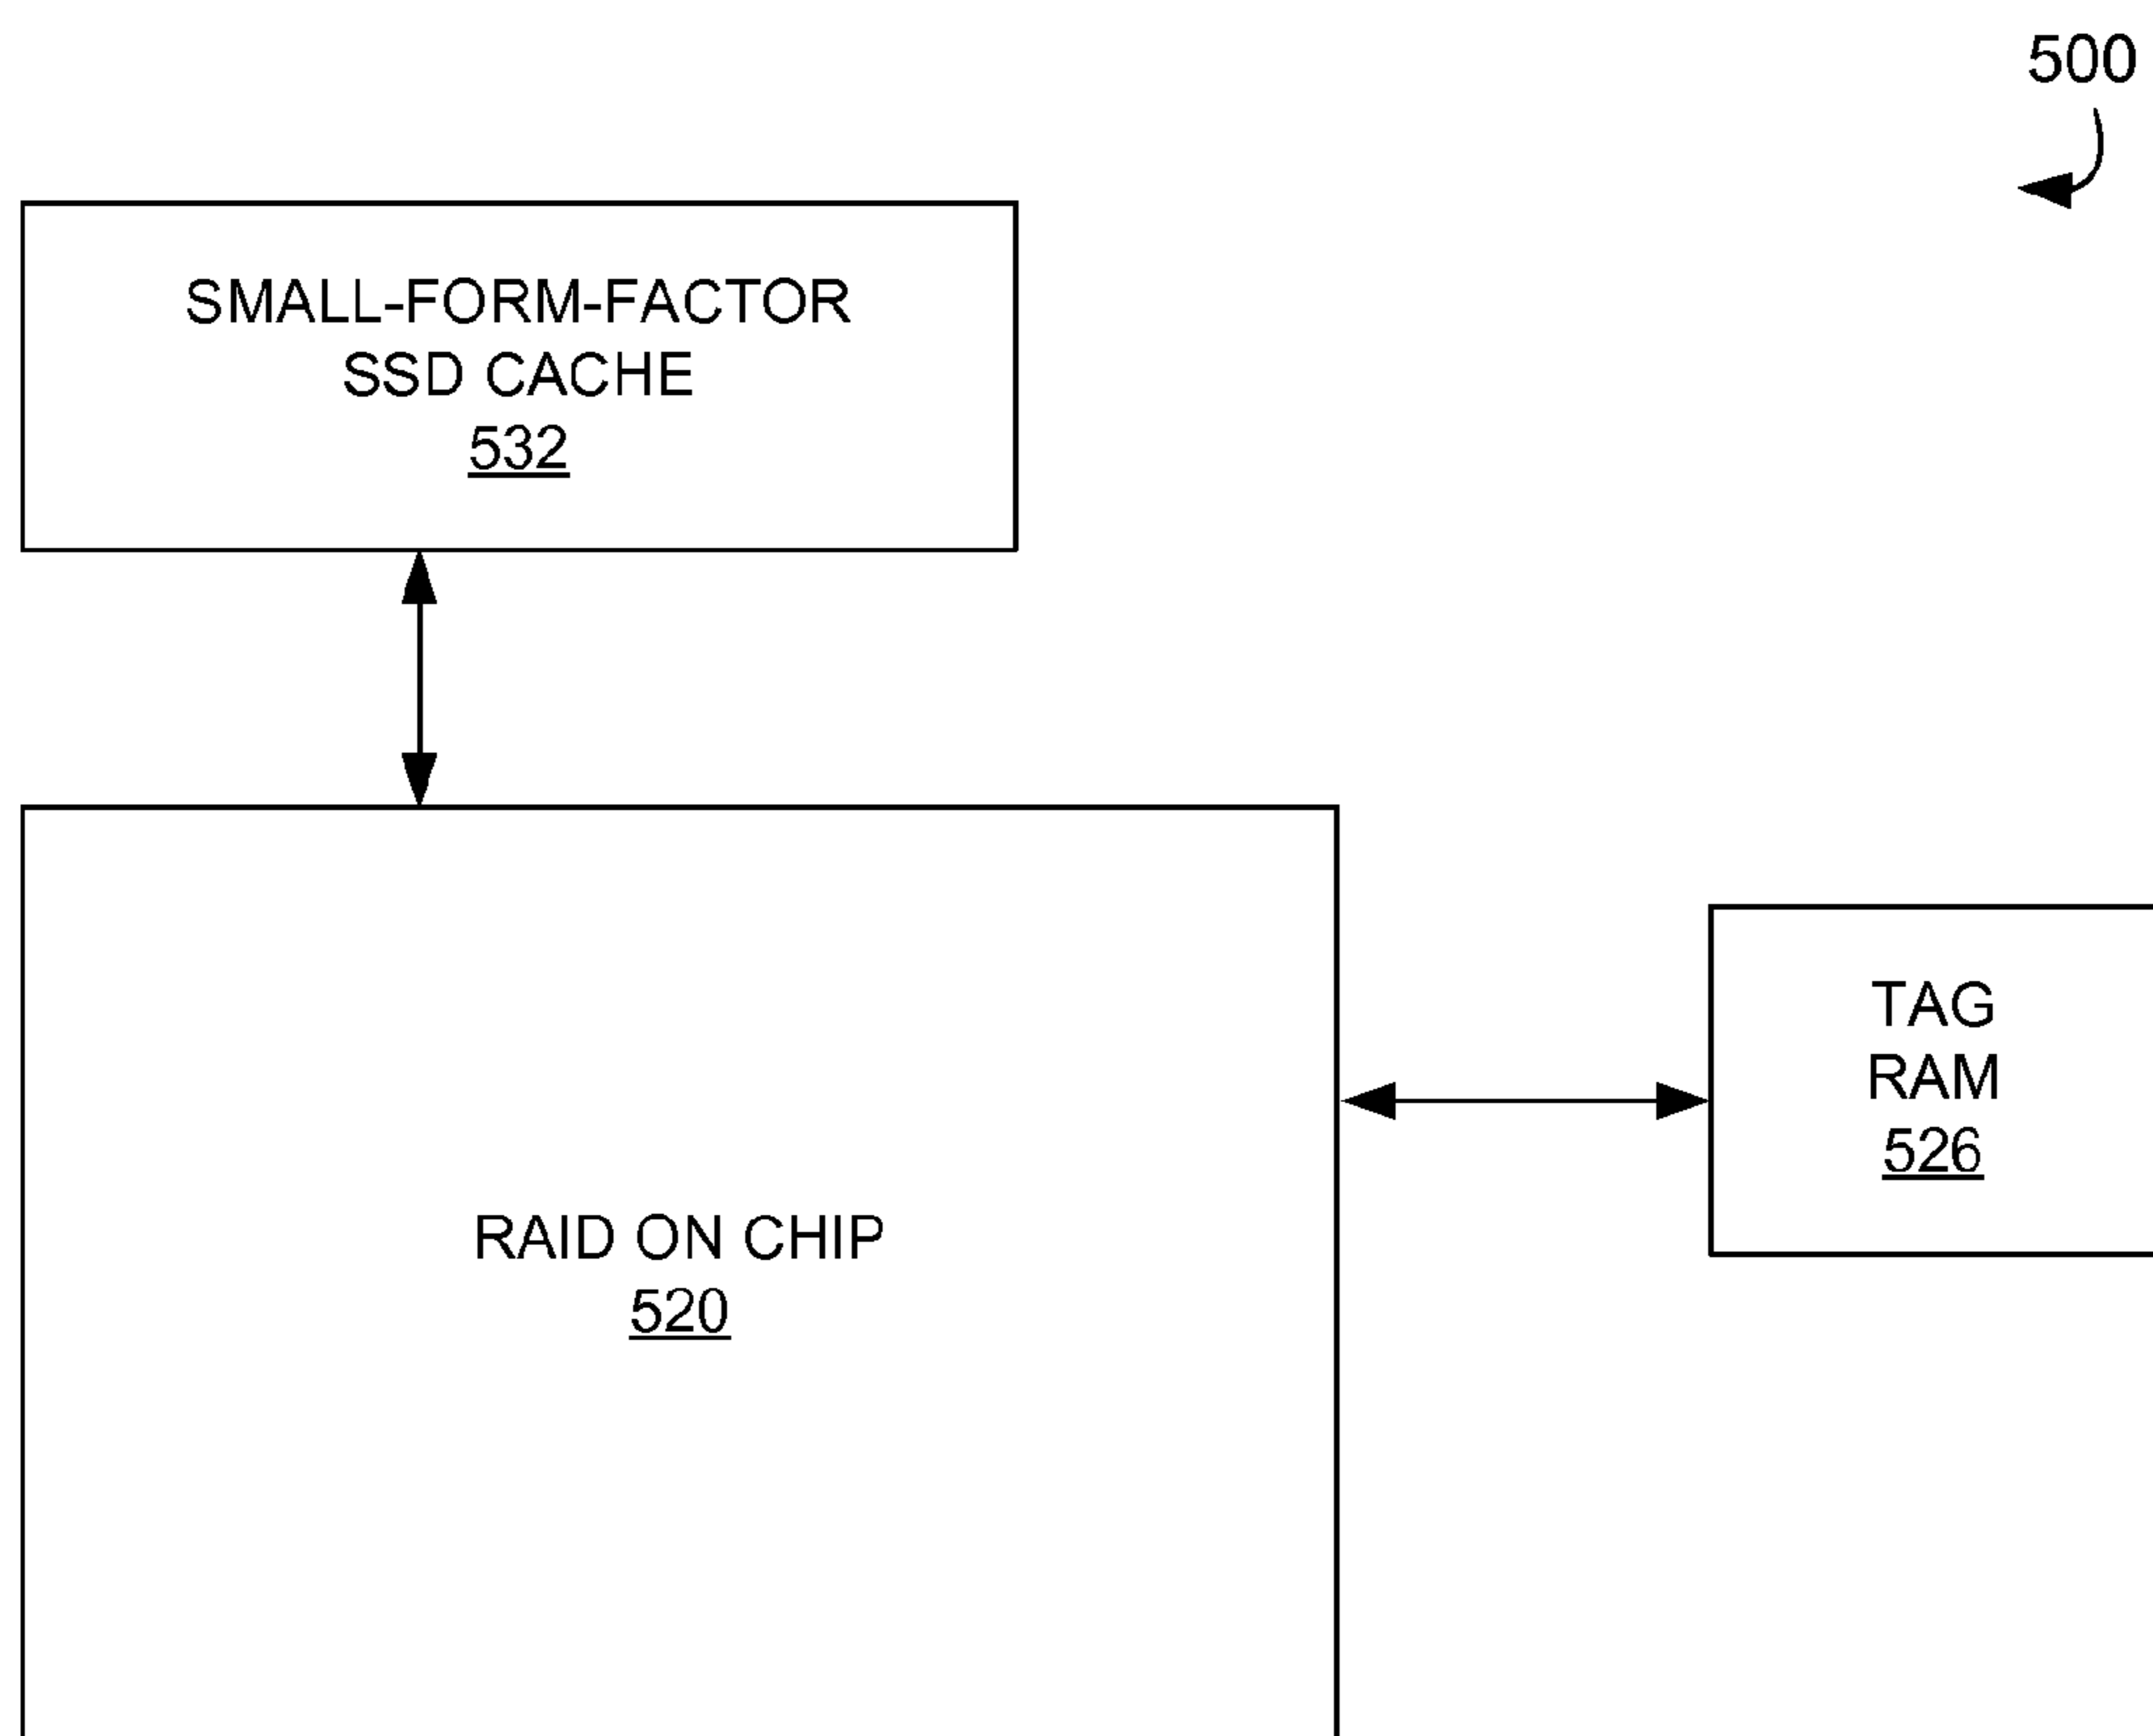 500
SMALL-FORM-FACTOR
SSD CACHE
532
TAG
RAM
526
RAID ON CHIP
520